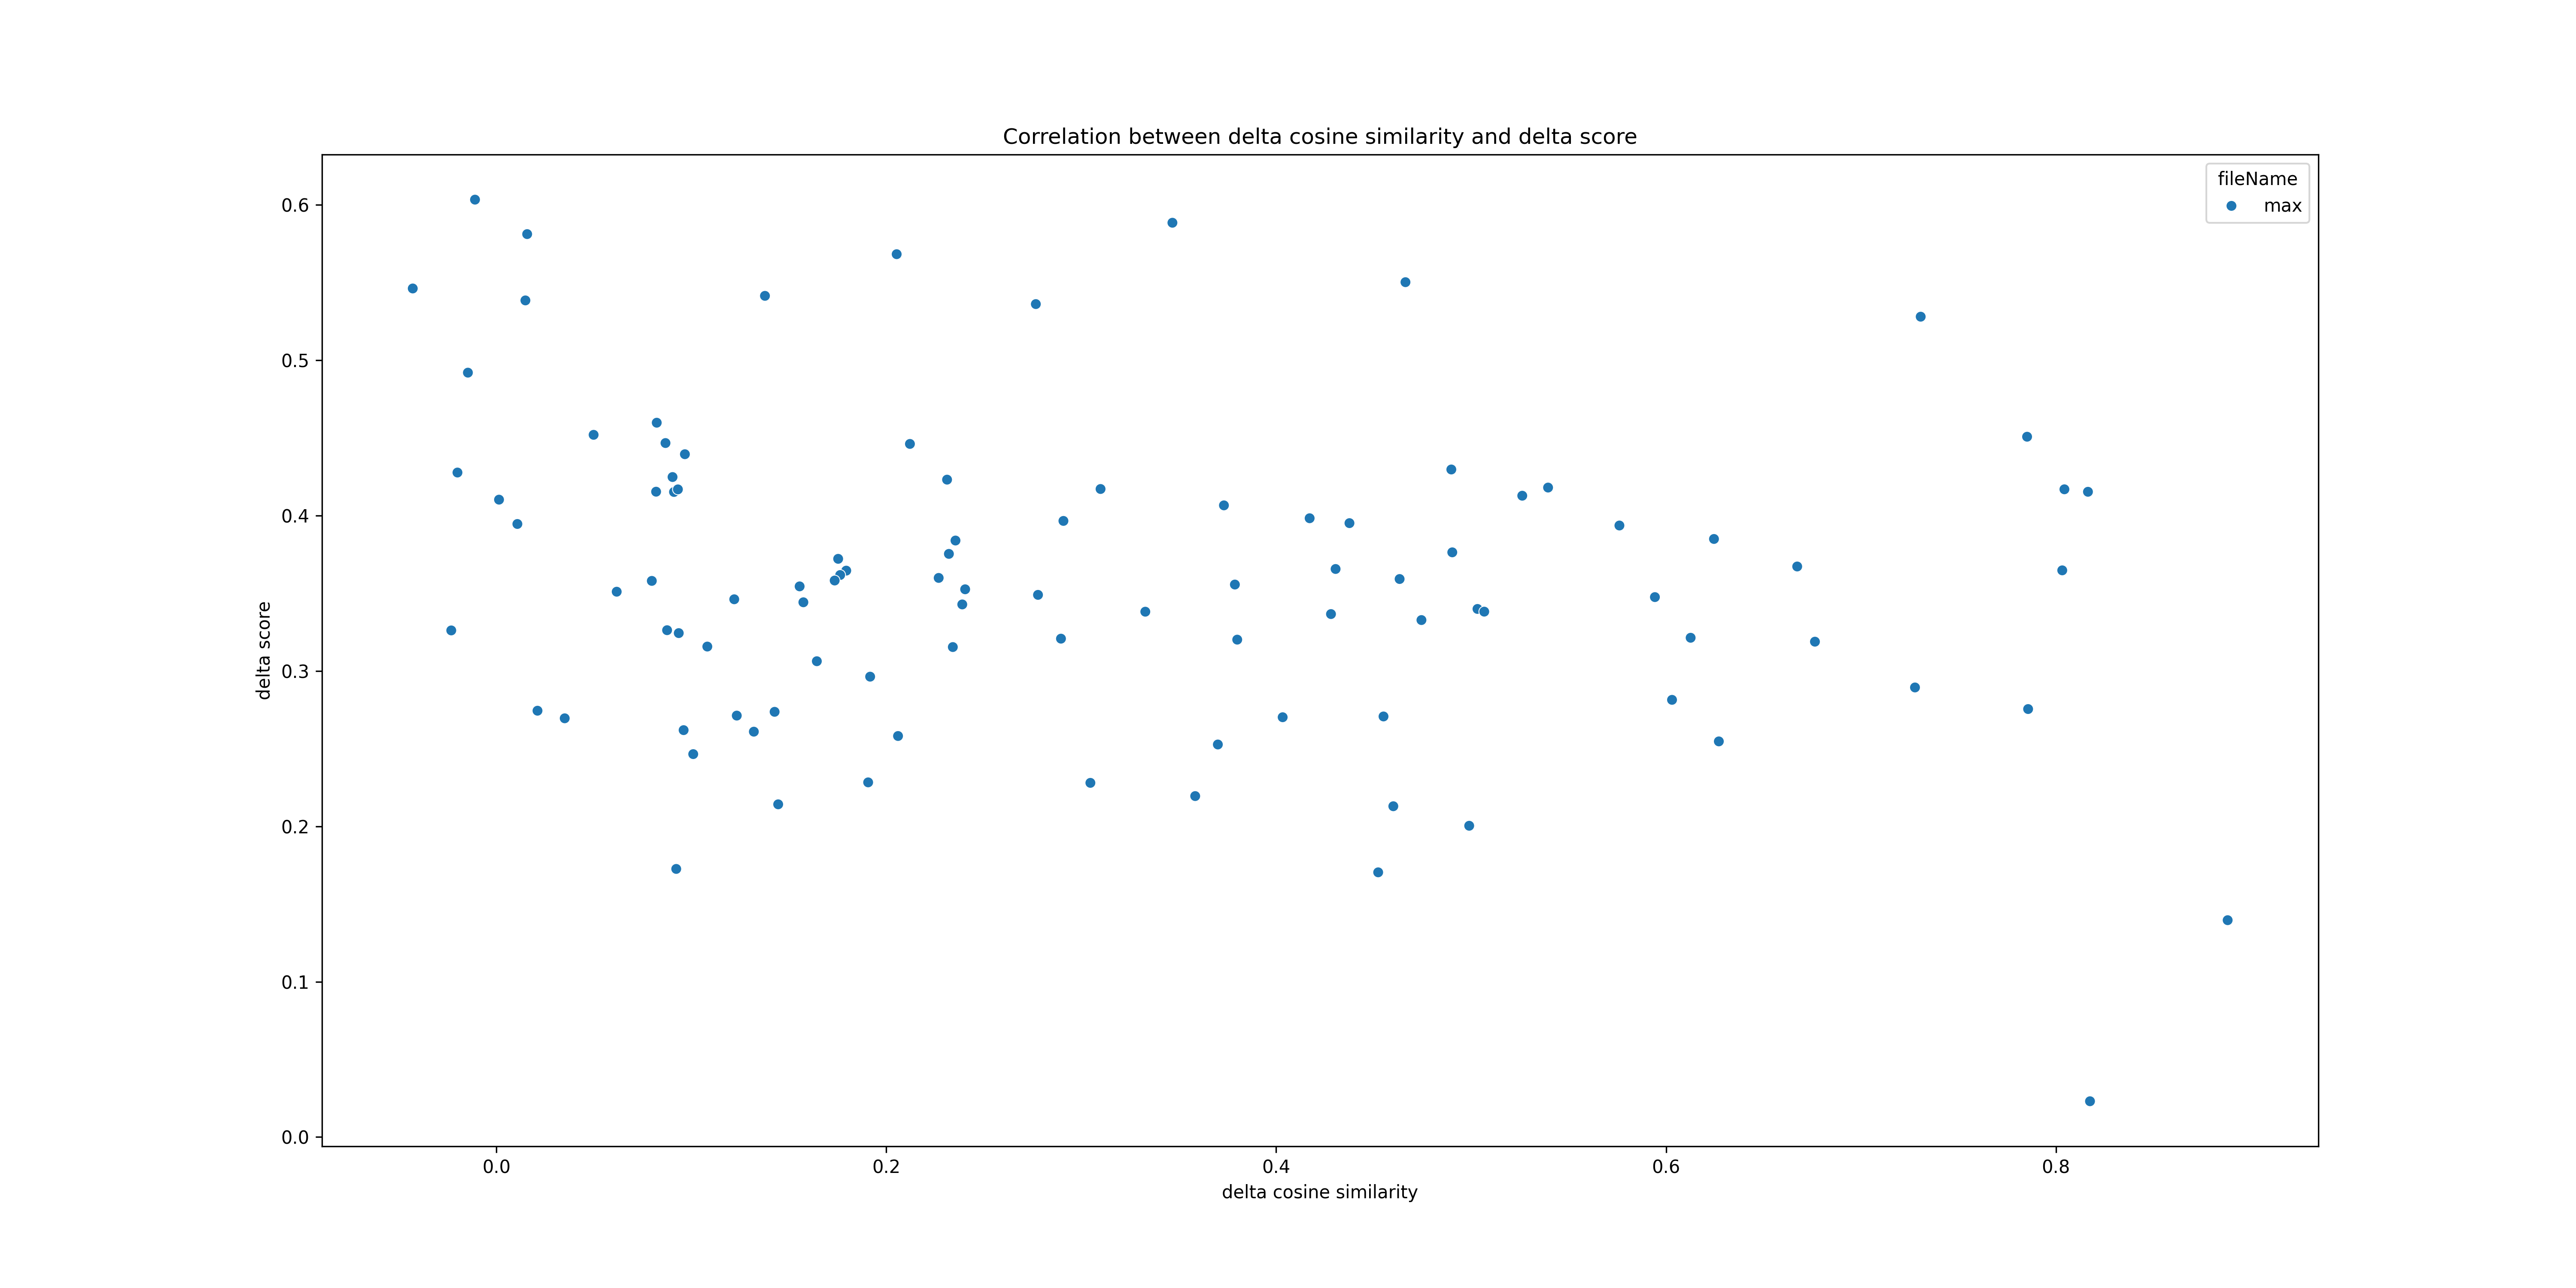 Correlation between delta cosine similarity and delta score
fileName
max
0.6
0.5
0.4
0.3
0.2
0.1
0.0
delta score
0.0 0.2 0.4 0.6 0.8
delta cosine similarity